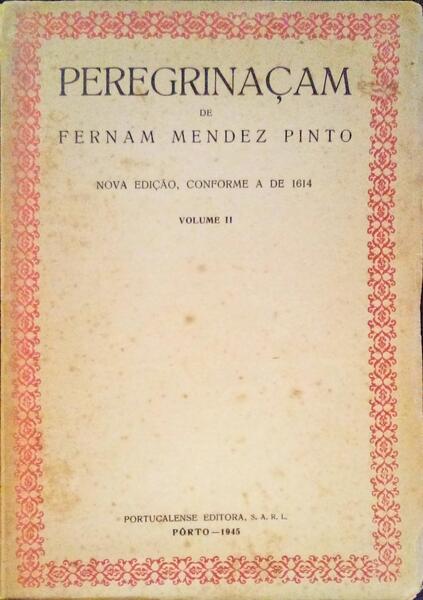 PEREGRINAÇAM
DE
FERNAM MENDEZ PINTO
NOVA EDIÇÃO, CONFORME A DE 1614
VOLUME II
PORTUCALENSE EDITORA, S. A. R. L.
PÔRTO—1945